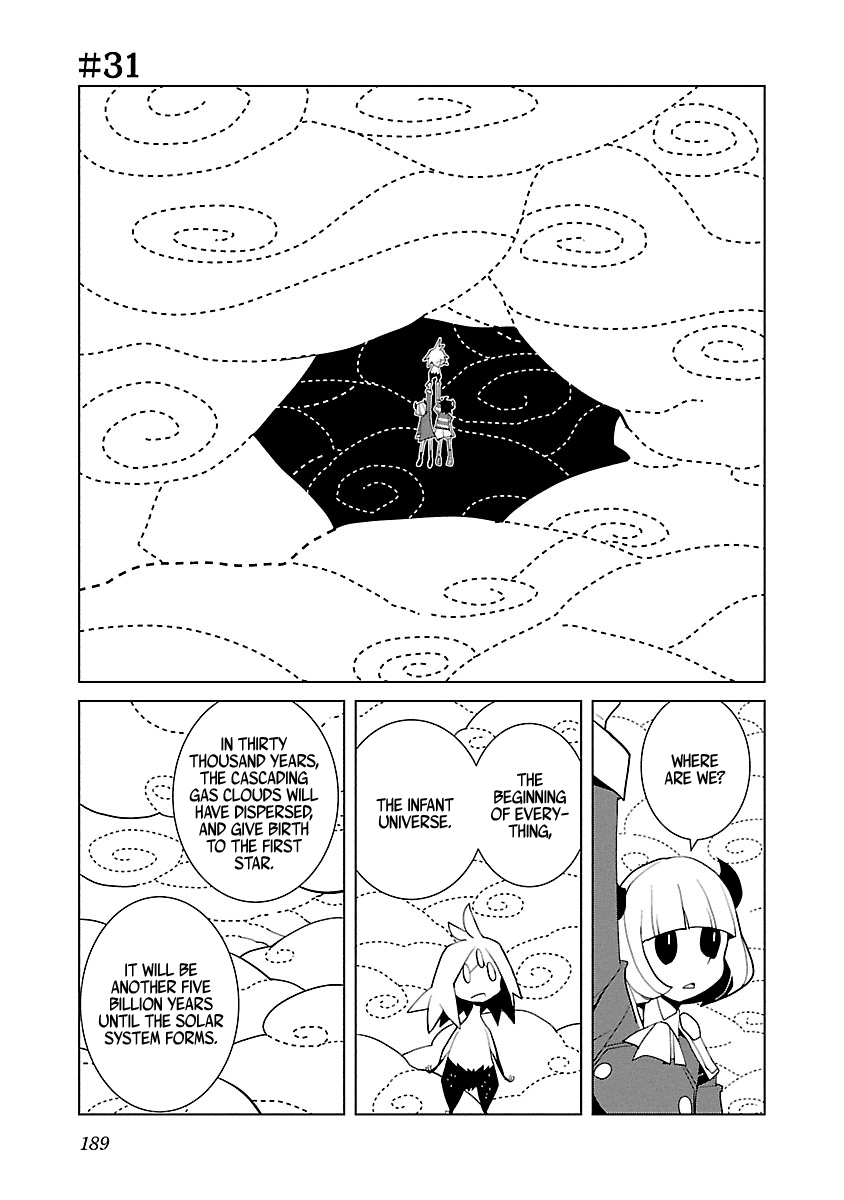 #31
WHERE
ARE WE?
THE
BEGINNING
OF EVERY-
THING,
THE INFANT
UNIVERSE.
IN THIRTY
THOUSAND YEARS,
THE CASCADING
GAS CLOUDS WILL
HAVE DISPERSED,
AND GIVE BIRTH
TO THE FIRST
STAR.
IT WILL BE
ANOTHER FIVE
BILLION YEARS
UNTIL THE SOLAR
SYSTEM FORMS.
189